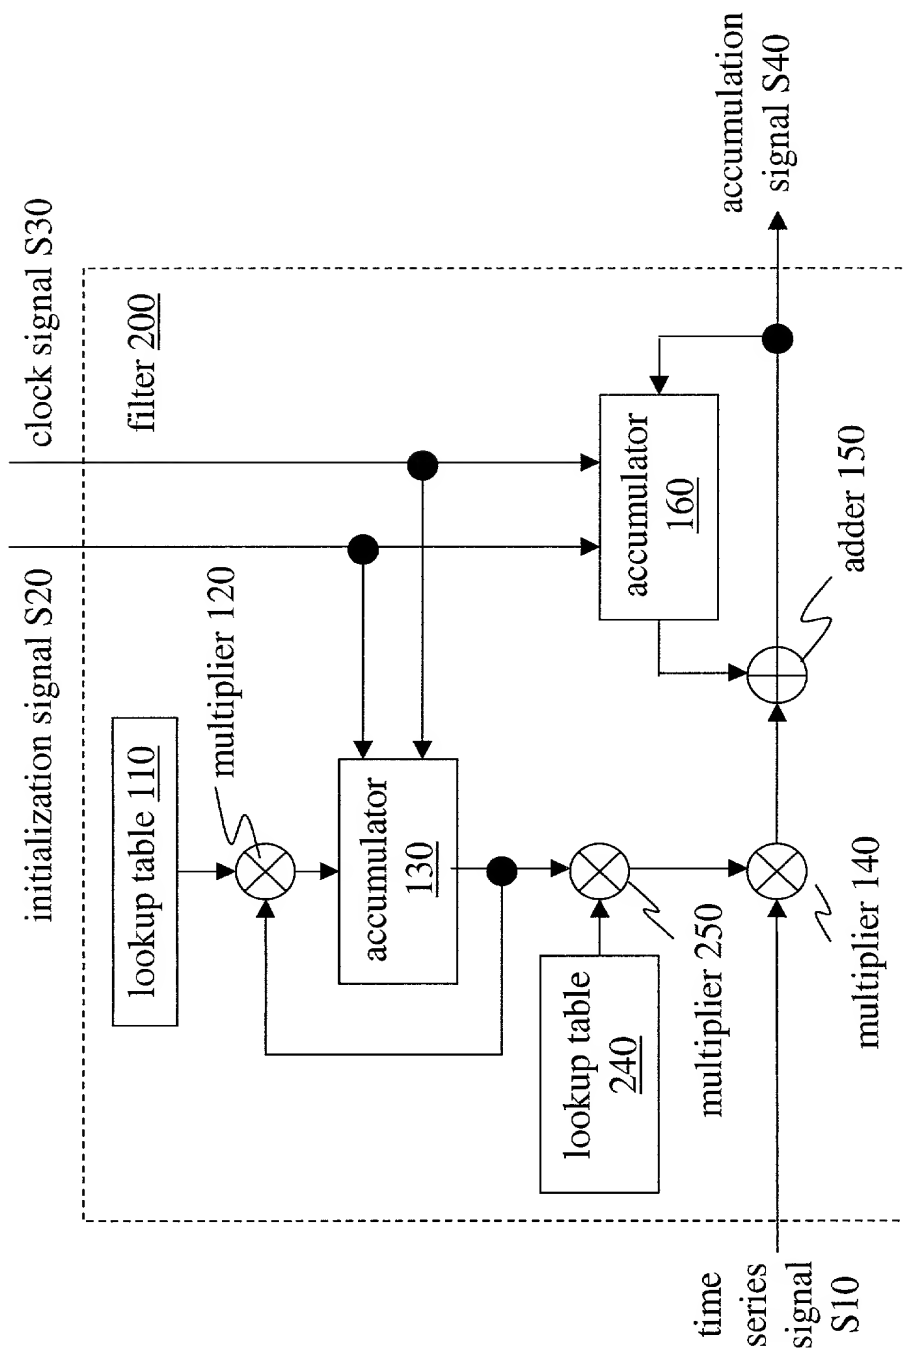 initialization signal S20
clock signal S30
filter 200
lookup table 110
multiplier 120
accumulator
130
accumulator
160
lookup table
240
multiplier 250
adder 150
multiplier 140
time
series
signal
S10
accumulation
signal S40